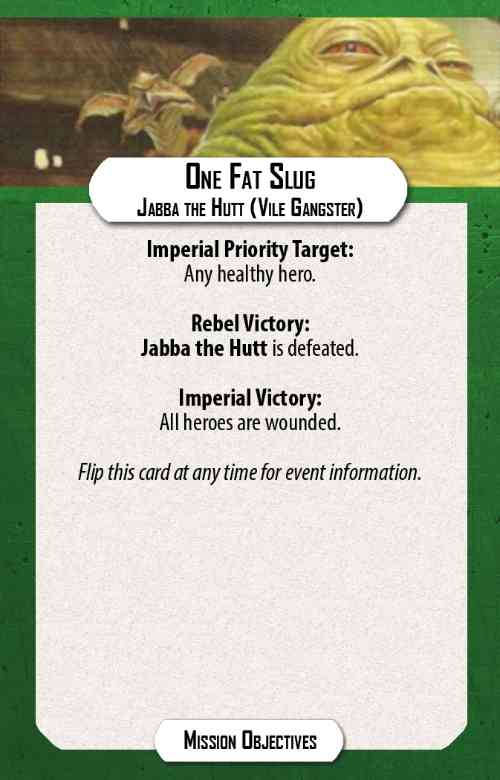 One Fat Slug
Jabba the Hutt (Vile Gangster)
Imperial Priority Target:
Any healthy hero.
Rebel Victory:
Jabba the Hutt is defeated.
Imperial Victory:
All heroes are wounded.
Flip this card at any time for event information.
Mission Objectives